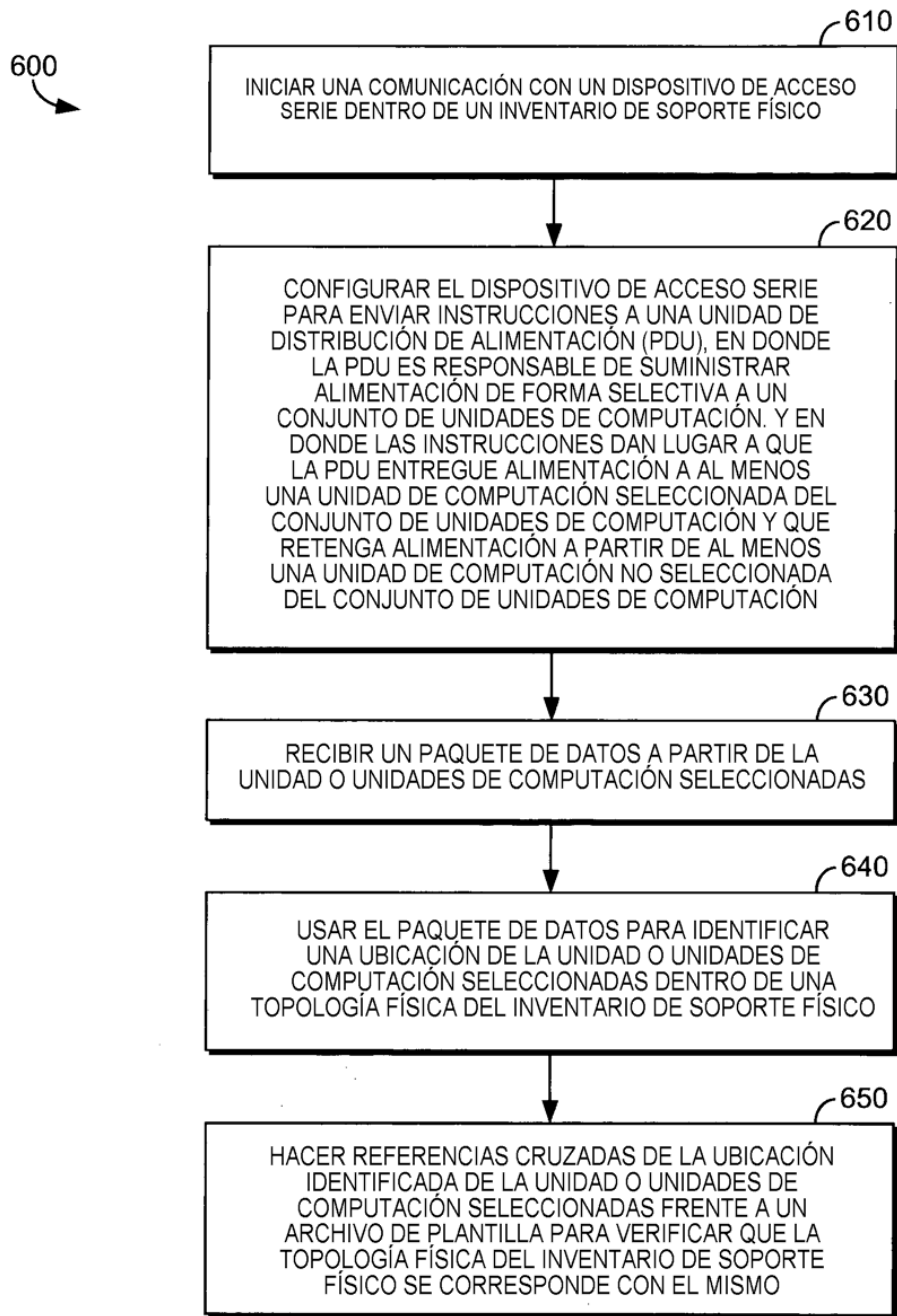 600
610
INICIAR UNA COMUNICACIÓN CON UN DISPOSITIVO DE ACCESO
SERIE DENTRO DE UN INVENTARIO DE SOPORTE FÍSICO
620
CONFIGURAR EL DISPOSITIVO DE ACCESO SERIE
PARA ENVIAR INSTRUCCIONES A UNA UNIDAD DE
DISTRIBUCIÓN DE ALIMENTACIÓN (PDU), EN DONDE
LA PDU ES RESPONSABLE DE SUMINISTRAR
ALIMENTACIÓN DE FORMA SELECTIVA A UN
CONJUNTO DE UNIDADES DE COMPUTACIÓN. Y EN
DONDE LAS INSTRUCCIONES DAN LUGAR A QUE
LA PDU ENTREGUE ALIMENTACIÓN A AL MENOS
UNA UNIDAD DE COMPUTACIÓN SELECCIONADA DEL
CONJUNTO DE UNIDADES DE COMPUTACIÓN Y QUE
RETENGA ALIMENTACIÓN A PARTIR DE AL MENOS
UNA UNIDAD DE COMPUTACIÓN NO SELECCIONADA
DEL CONJUNTO DE UNIDADES DE COMPUTACIÓN
630
RECIBIR UN PAQUETE DE DATOS A PARTIR DE LA
UNIDAD O UNIDADES DE COMPUTACIÓN SELECCIONADAS
640
USAR EL PAQUETE DE DATOS PARA IDENTIFICAR
UNA UBICACIÓN DE LA UNIDAD O UNIDADES DE
COMPUTACIÓN SELECCIONADAS DENTRO DE UNA
TOPOLOGÍA FÍSICA DEL INVENTARIO DE SOPORTE FÍSICO
650
HACER REFERENCIAS CRUZADAS DE LA UBICACIÓN
IDENTIFICADA DE LA UNIDAD O UNIDADES DE
COMPUTACIÓN SELECCIONADAS FRENTE A UN
ARCHIVO DE PLANTILLA PARA VERIFICAR QUE LA
TOPOLOGÍA FÍSICA DEL INVENTARIO DE SOPORTE
FÍSICO SE CORRESPONDE CON EL MISMO